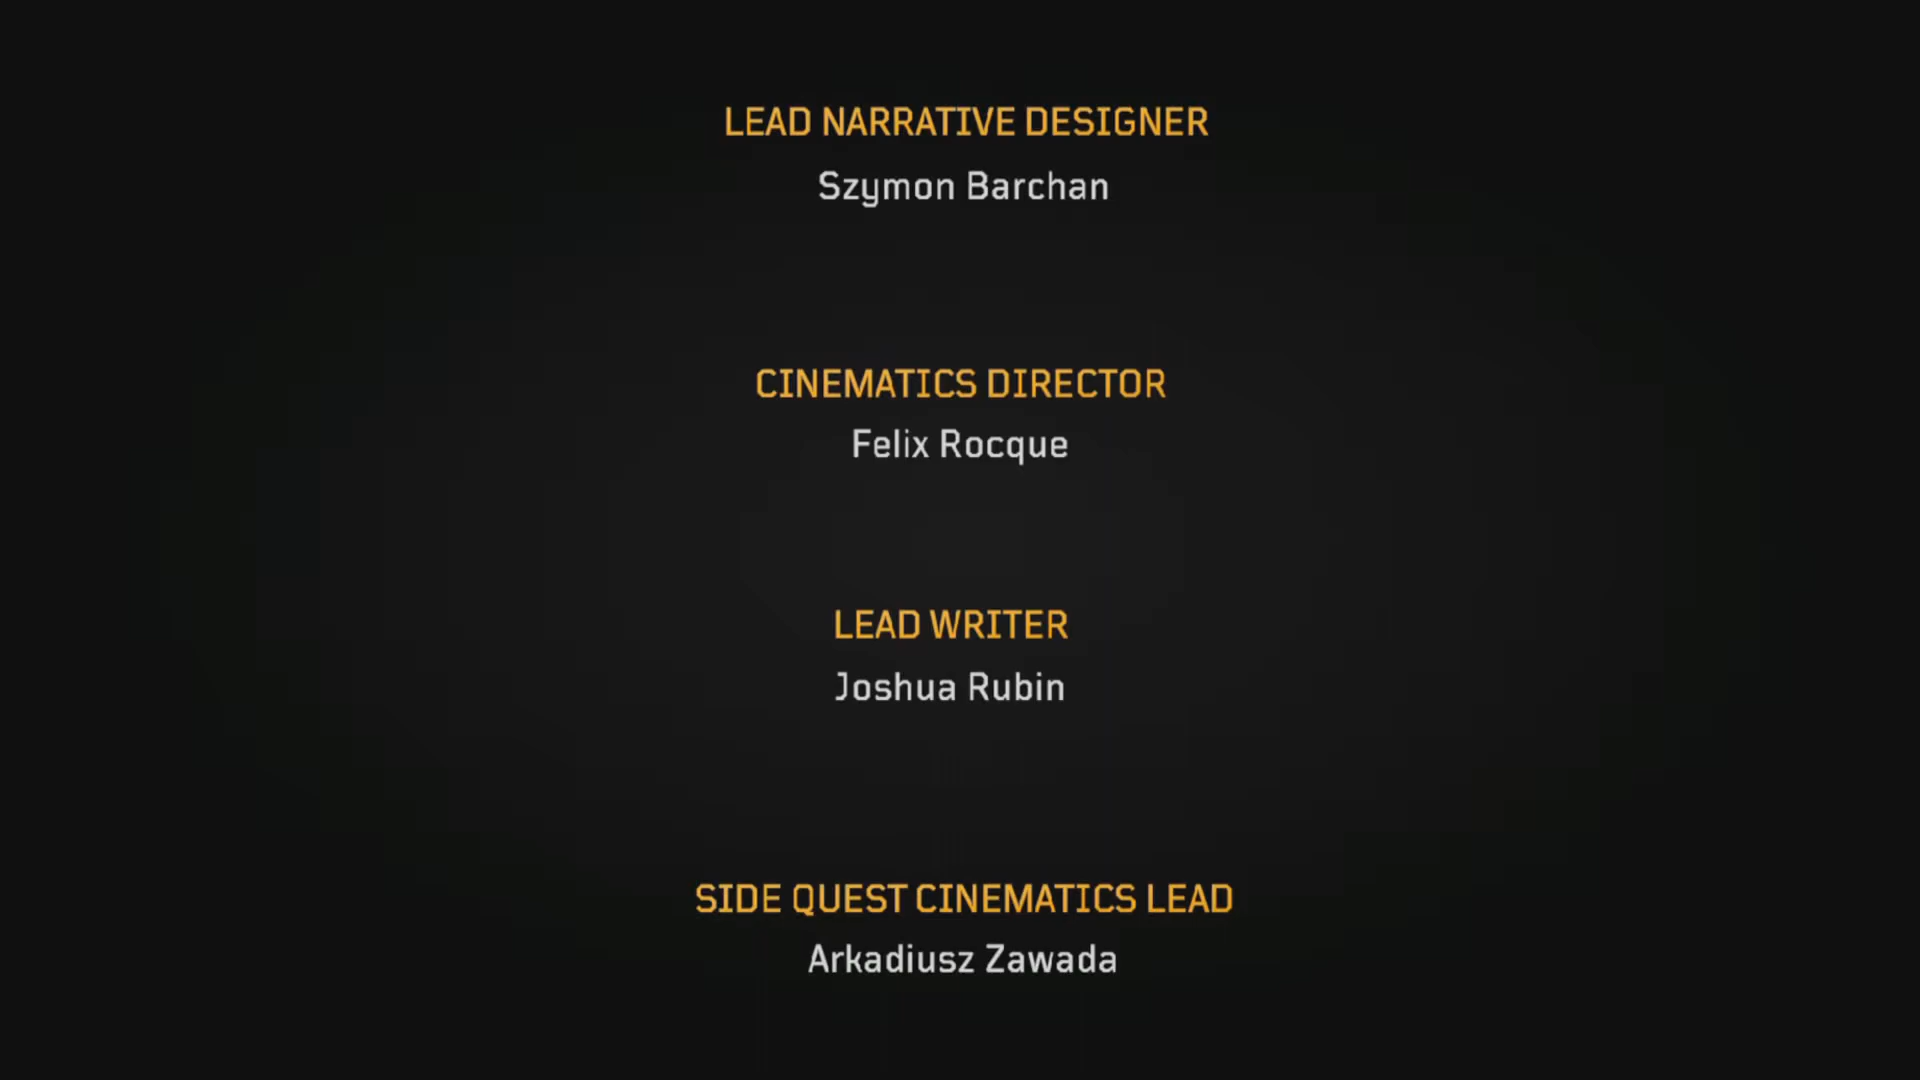 LEAD NARRATIVE DESIGNER
Szymon Barchan
CINEMATICS DIRECTOR
Felix Rocque
LEAD WRITER
Joshua Rubin
SIDE QUEST CINEMATICS LEAD
Arkadiusz Zawada